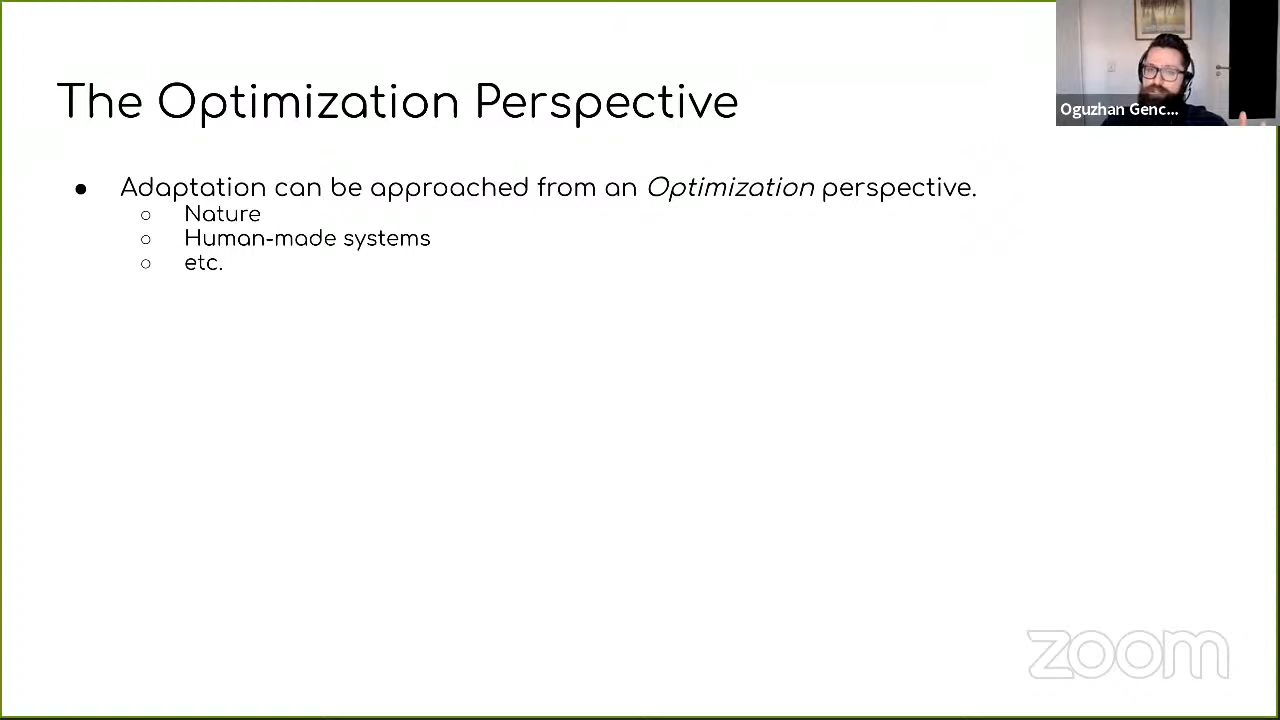 The Optimization Perspective
Oguzhan Genc...
● Adaptation can be approached from an Optimization perspective.
○ Nature
○ Human-made systems
○ etc.
zoom